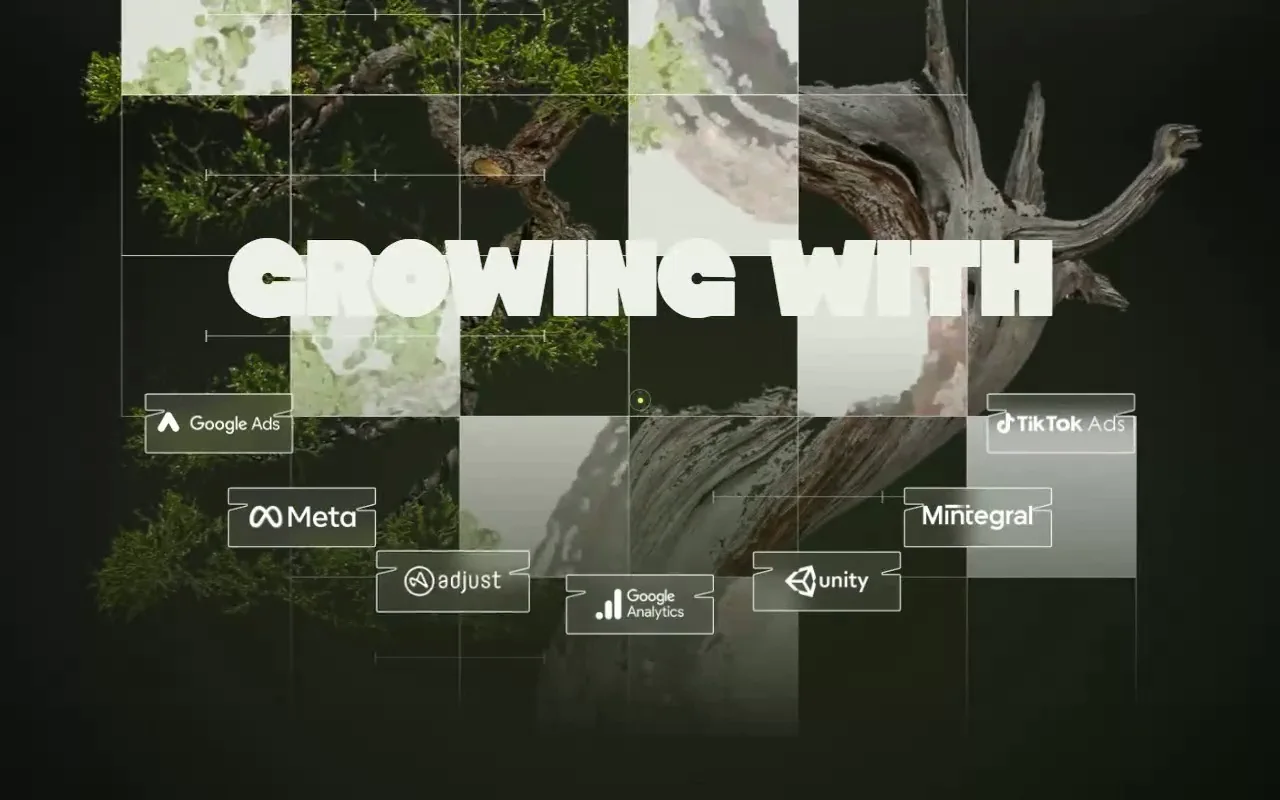 GROWING WITH
Google Ads
TikTok Ads
Meta
Mintegral
adjust
unity
Google
Analytics